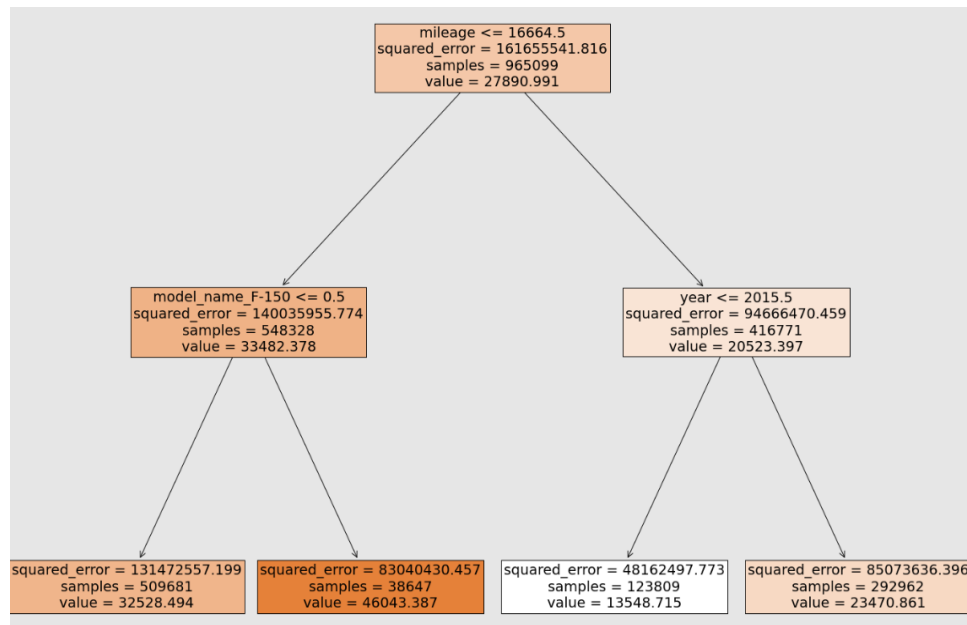 mileage <= 16664.5
squared_error = 161655541.816
samples = 965099
value = 27890.991
model_name_F-150 <= 0.5
squared_error = 140035955.774
samples = 548328
value = 33482.378
year <= 2015.5
squared_error = 94666470.459
samples = 416771
value = 20523.397
squared_error = 131472557.199
samples = 509681
value = 32528.494
squared_error = 83040430.457
samples = 38647
value = 46043.387
squared_error = 48162497.773
samples = 123809
value = 13548.715
squared_error = 85073636.396
samples = 292962
value = 23470.861